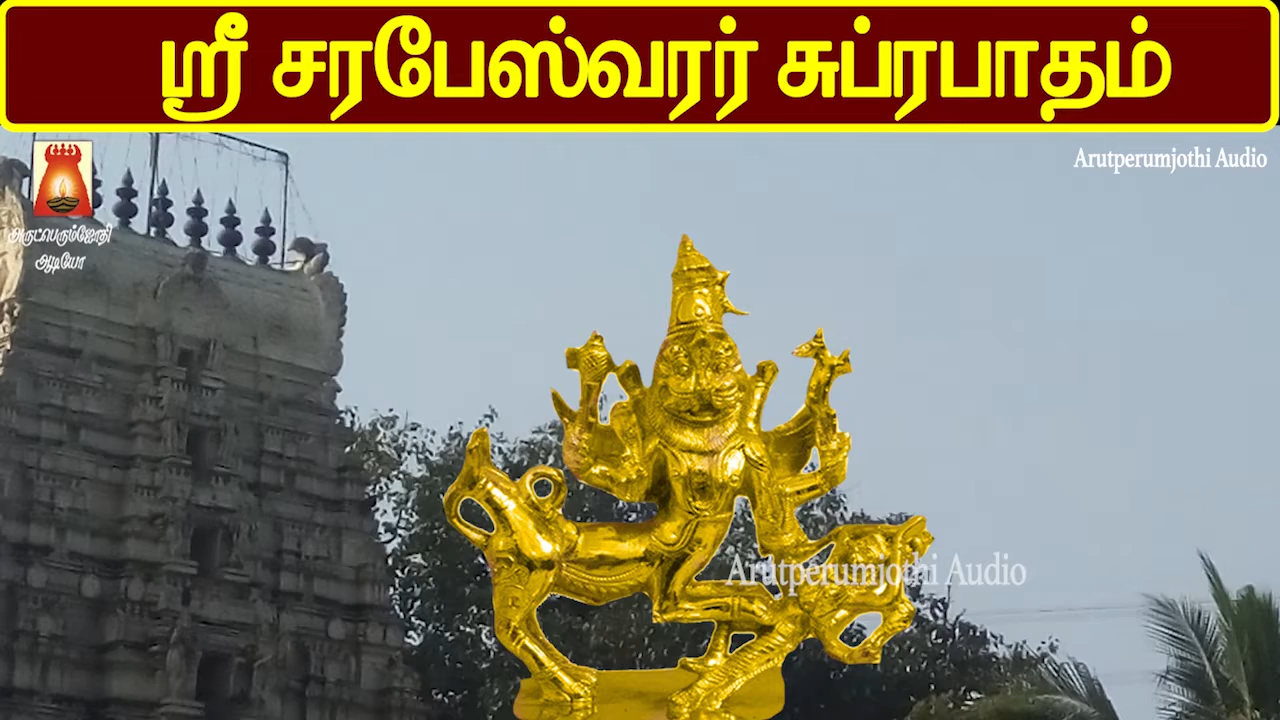 ஸ்ரீ சரபேஸ்வரர் சுப்ரபாதம்
Arutperumjothi Audio
அருட்பெரும்ஜோதி
ஆடியோ
Arutperumjothi Audio